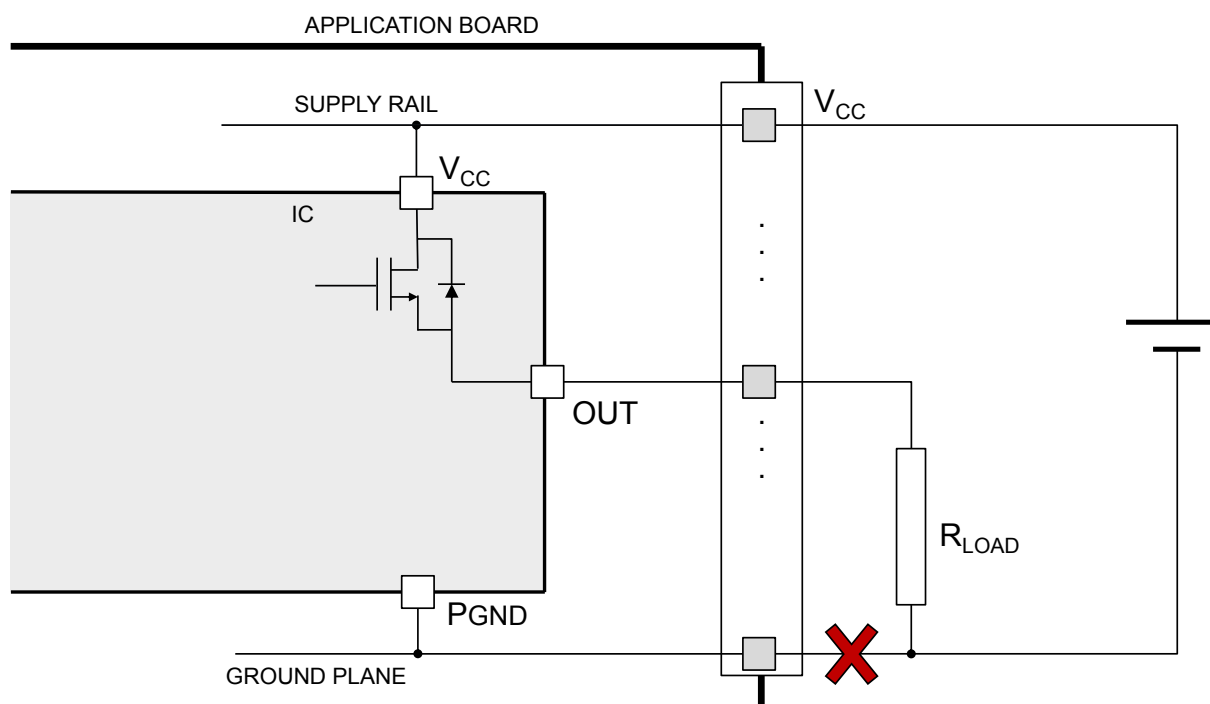 APPLICATION BOARD
SUPPLY RAIL
VCC
VCC
IC
OUT
RLOAD
PGND
GROUND PLANE